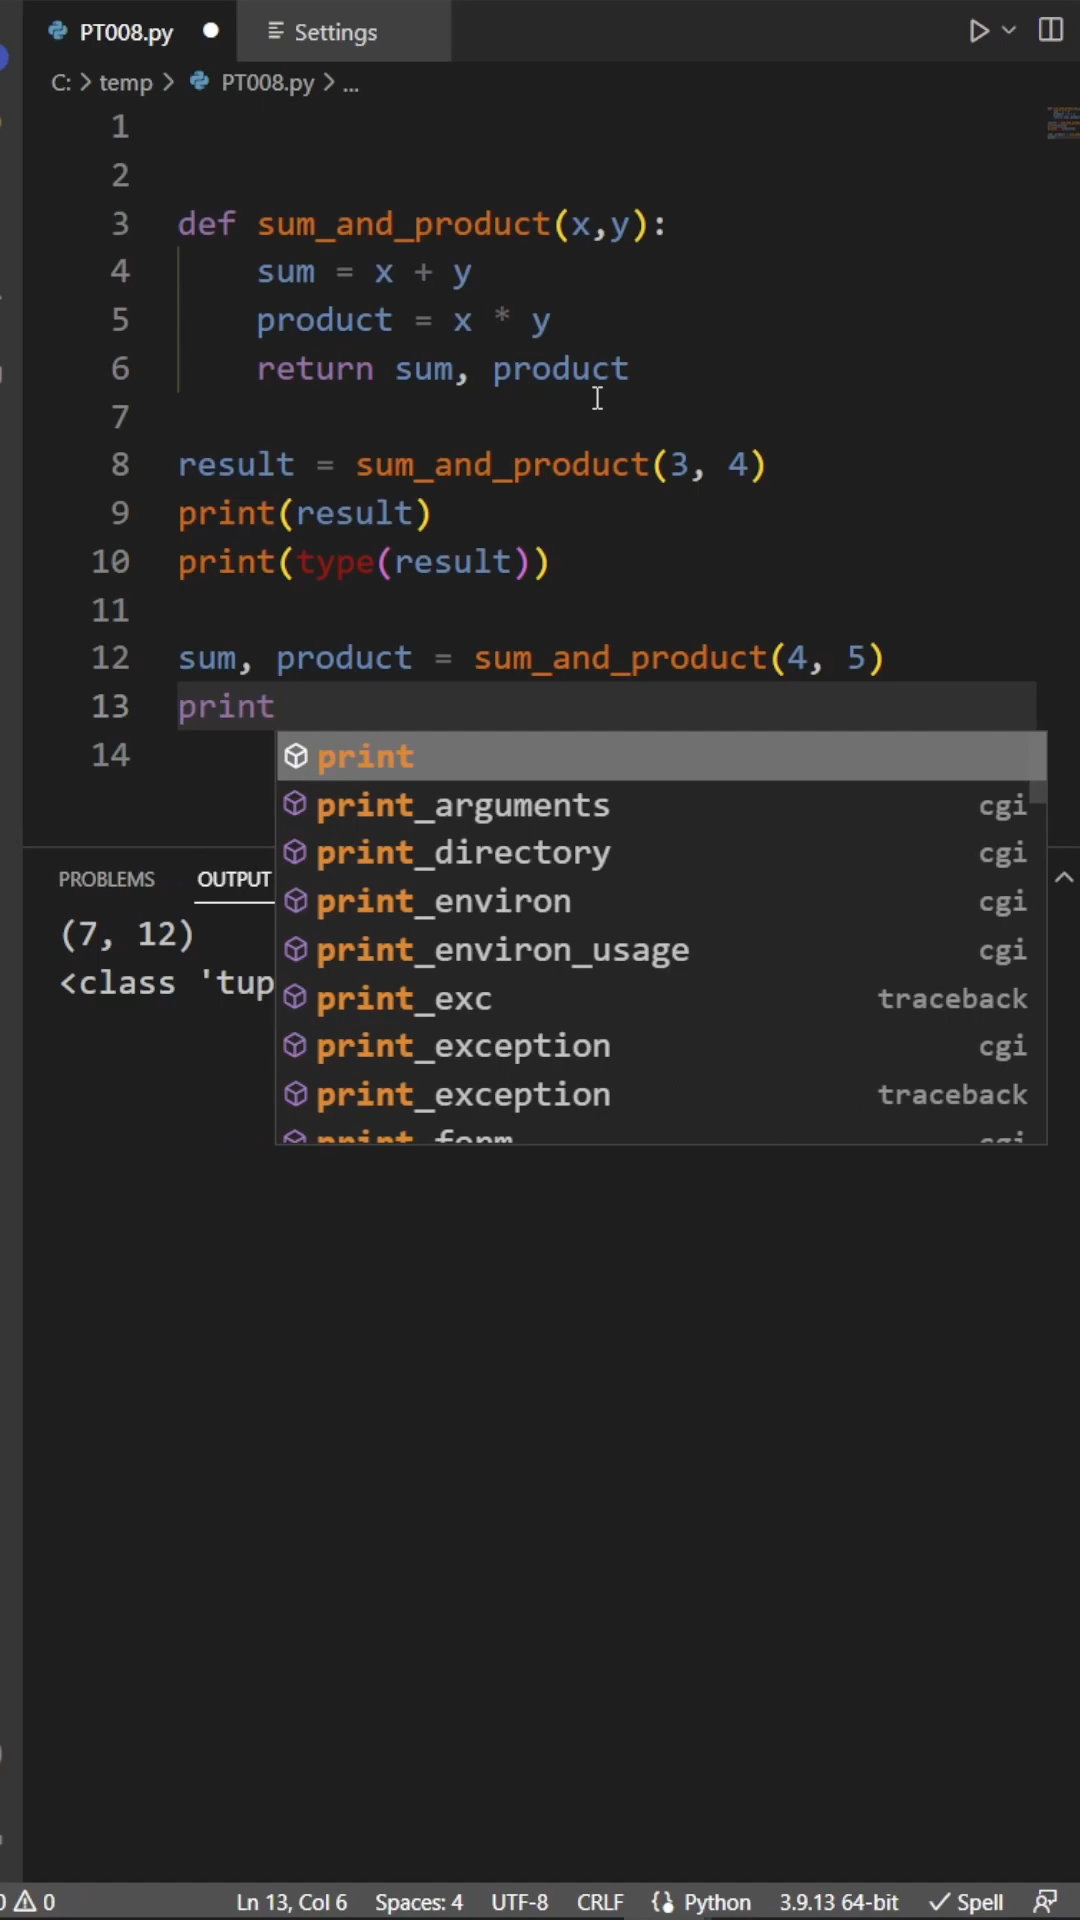 PT008.py
Settings
C: > temp > PT008.py > ...
1
2
3 def sum_and_product(x,y):
4 sum = x + y
5 product = x * y
6 return sum, product
7
8 result = sum_and_product(3, 4)
9 print(result)
10 print(type(result))
11
12 sum, product = sum_and_product(4, 5)
13 print
14
print
print_arguments cgi
print_directory cgi
print_environ cgi
print_environ_usage cgi
print_exc traceback
print_exception cgi
print_exception traceback
print_form cgi
PROBLEMS OUTPUT
(7, 12)
<class 'tup
0 0 Ln 13, Col 6 Spaces: 4 UTF-8 CRLF Python 3.9.13 64-bit Spell